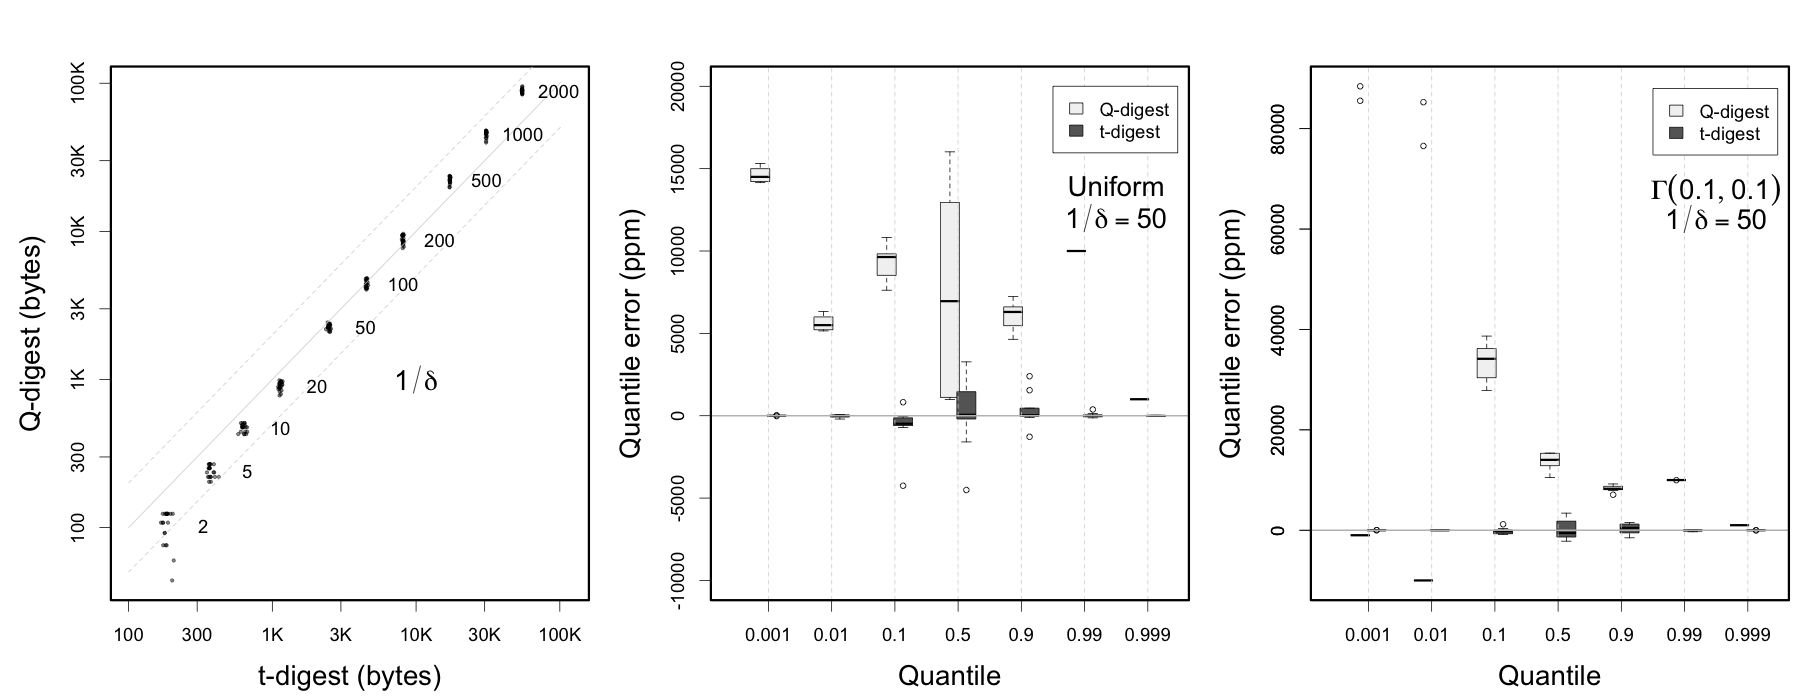 Q-digest (bytes)
100K
30K
10K
3K
1K
300
100
2000
1000
500
200
100
50
20
1/δ
10
5
2
100 300 1K 3K 10K 30K 100K
t-digest (bytes)
Quantile error (ppm)
20000
15000
10000
5000
0
-5000
-10000
Q-digest
t-digest
Uniform
1/δ = 50
0.001 0.01 0.1 0.5 0.9 0.99 0.999
Quantile
Quantile error (ppm)
80000
60000
40000
20000
0
Q-digest
t-digest
Γ(0.1, 0.1)
1/δ = 50
0.001 0.01 0.1 0.5 0.9 0.99 0.999
Quantile